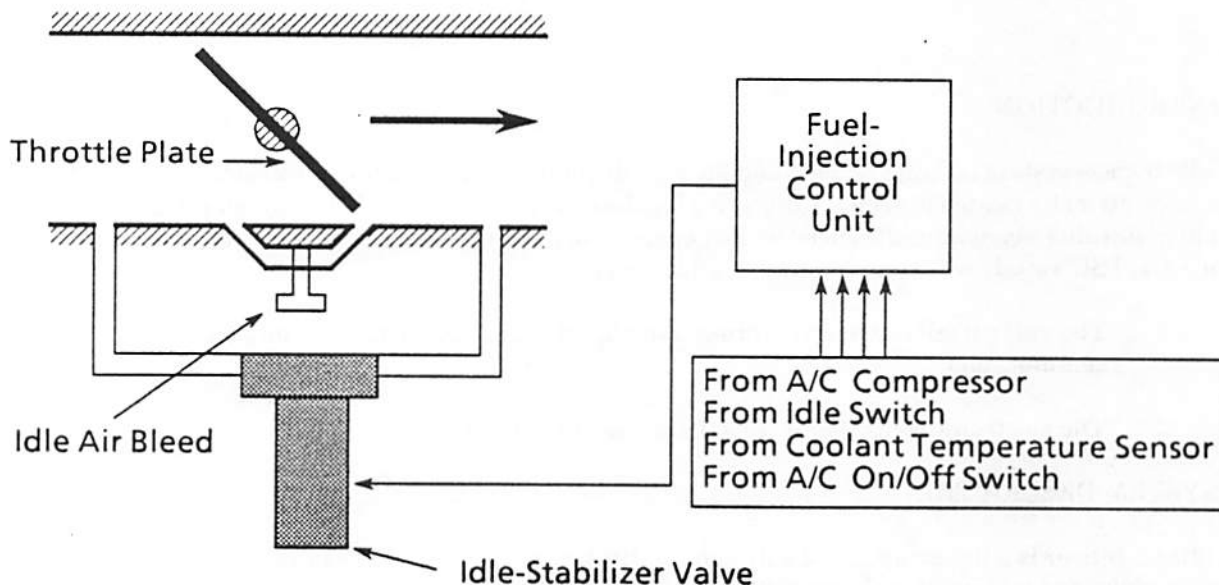 Throttle Plate
Fuel-
Injection
Control
Unit
From A/C Compressor
From Idle Switch
From Coolant Temperature Sensor
From A/C On/Off Switch
Idle Air Bleed
Idle-Stabilizer Valve